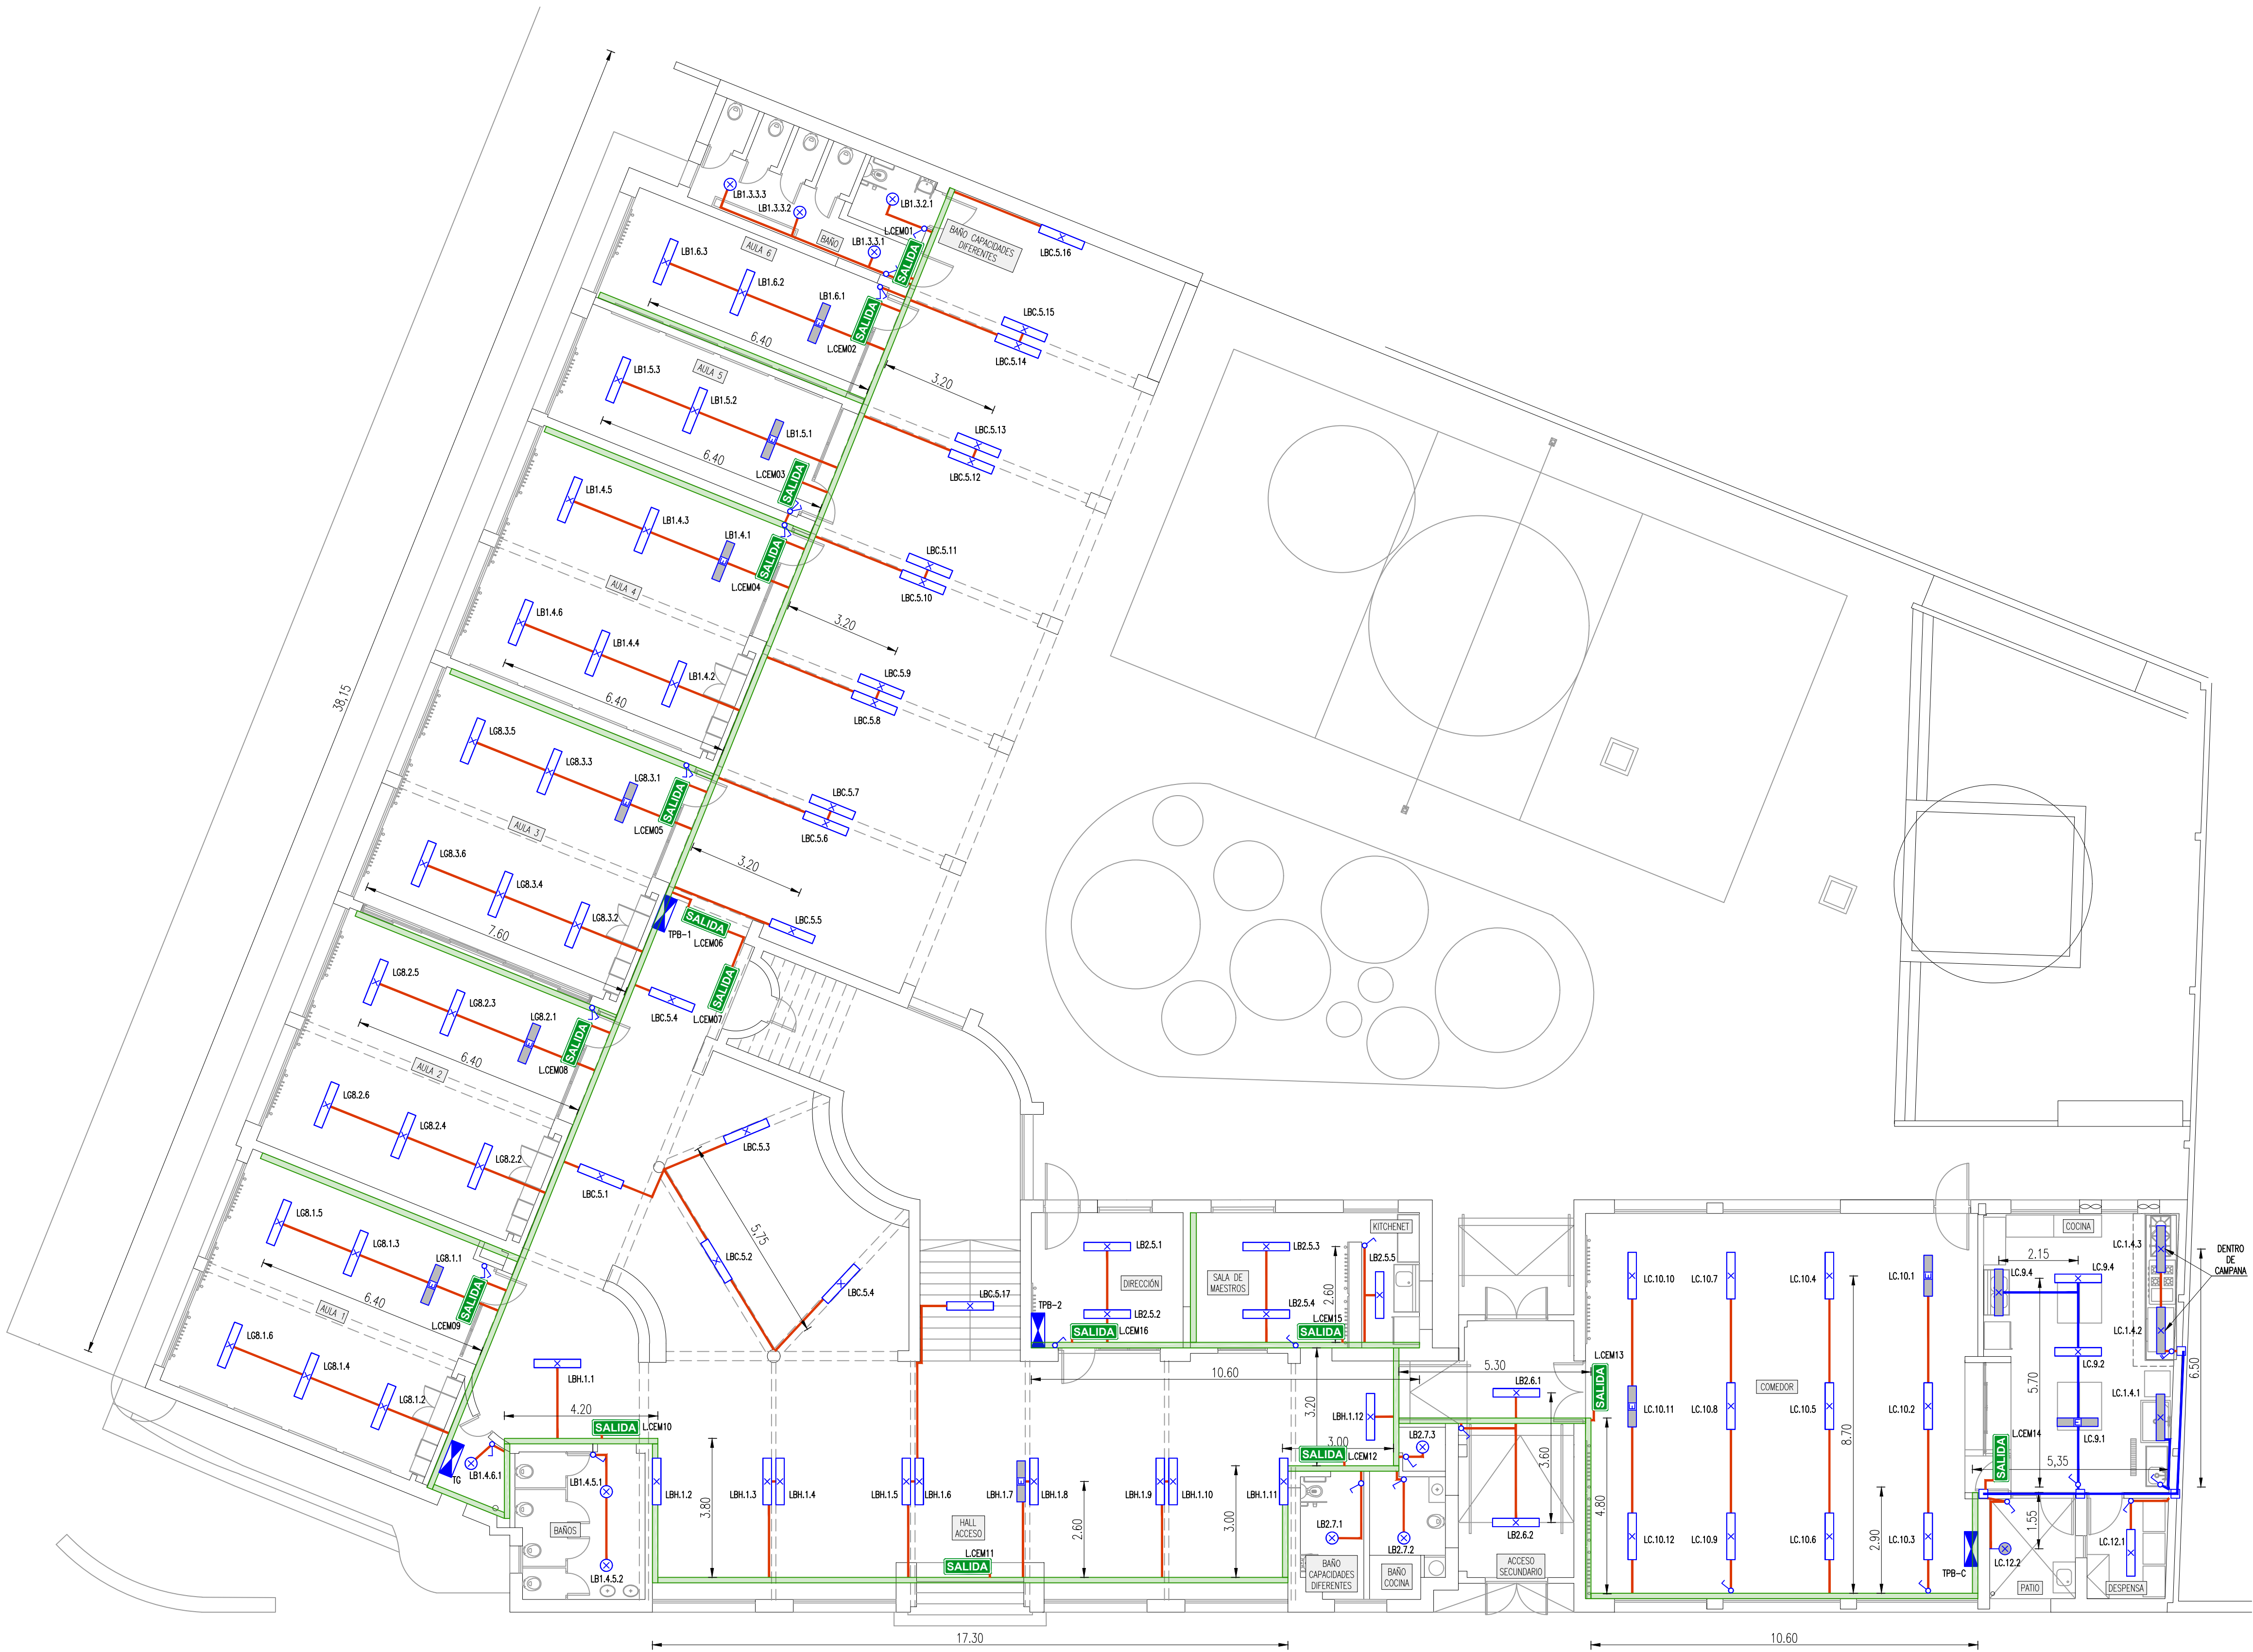 LB1.3.3.3
LB1.3.3.2
LB1.3.2.1
L.CEM01
BAÑO CAPACIDADES
DIFERENTES
BAÑO
LB1.3.3.1
SALIDA
LBC.5.16
AULA 6
LB1.6.3
LB1.6.2
LB1.6.1
E
SALIDA
L.CEM02
6.40
LBC.5.15
LBC.5.14
3.20
AULA 5
LB1.5.3
LB1.5.2
LB1.5.1
E
6.40
L.CEM03
SALIDA
LBC.5.13
LBC.5.12
LB1.4.5
LB1.4.3
LB1.4.1
E
SALIDA
L.CEM04
LBC.5.11
LBC.5.10
AULA 4
3.20
LB1.4.6
LB1.4.4
LB1.4.2
6.40
LBC.5.9
LBC.5.8
38,15
LG8.3.5
LG8.3.3
LG8.3.1
E
SALIDA
L.CEM05
LBC.5.7
LBC.5.6
AULA 3
3.20
LG8.3.6
LG8.3.4
LG8.3.2
7.60
TPB-1
SALIDA
L.CEM06
LBC.5.5
LG8.2.5
LG8.2.3
LG8.2.1
E
SALIDA
L.CEM08
LBC.5.4
L.CEM07
SALIDA
6.40
AULA 2
LG8.2.6
LG8.2.4
LG8.2.2
LBC.5.3
LBC.5.1
5,75
LBC.5.2
LBC.5.4
LG8.1.5
LG8.1.3
LG8.1.1
E
SALIDA
L.CEM09
6.40
AULA 1
LG8.1.6
LG8.1.4
LG8.1.2
TG
LB1.4.6.1
LBH.1.1
4.20
SALIDA
L.CEM10
LB1.4.5.1
BAÑOS
LB1.4.5.2
LBC.5.17
LBH.1.2
3.80
LBH.1.3
LBH.1.4
LBH.1.5
LBH.1.6
LBH.1.7
E
LBH.1.8
2.60
LBH.1.9
LBH.1.10
3.00
LBH.1.11
HALL
ACCESO
L.CEM11
SALIDA
17.30
LB2.5.1
DIRECCIÓN
LB2.5.2
TPB-2
SALIDA
L.CEM16
LB2.5.3
SALA DE
MAESTROS
LB2.5.4
2.60
L.CEM15
SALIDA
KITCHENET
LB2.5.5
10.60
3.20
LBH.1.12
3.00
SALIDA
L.CEM12
LB2.7.3
LB2.7.1
LB2.7.2
BAÑO
CAPACIDADES
DIFERENTES
BAÑO
COCINA
5.30
LB2.6.1
3.60
LB2.6.2
ACCESO
SECUNDARIO
L.CEM13
SALIDA
4.80
LC.10.10
LC.10.7
LC.10.4
LC.10.1
E
COMEDOR
E
LC.10.11
LC.10.8
LC.10.5
LC.10.2
8.70
LC.10.12
LC.10.9
LC.10.6
LC.10.3
2.90
10.60
COCINA
2.15
LC.9.4
LC.9.4
LC.1.4.3
DENTRO
DE
CAMPANA
LC.1.4.2
LC.9.2
5.70
6.50
LC.1.4.1
E
LC.9.1
L.CEM14
SALIDA
5,35
1.55
TPB-C
LC.12.2
LC.12.1
PATIO
DESPENSA